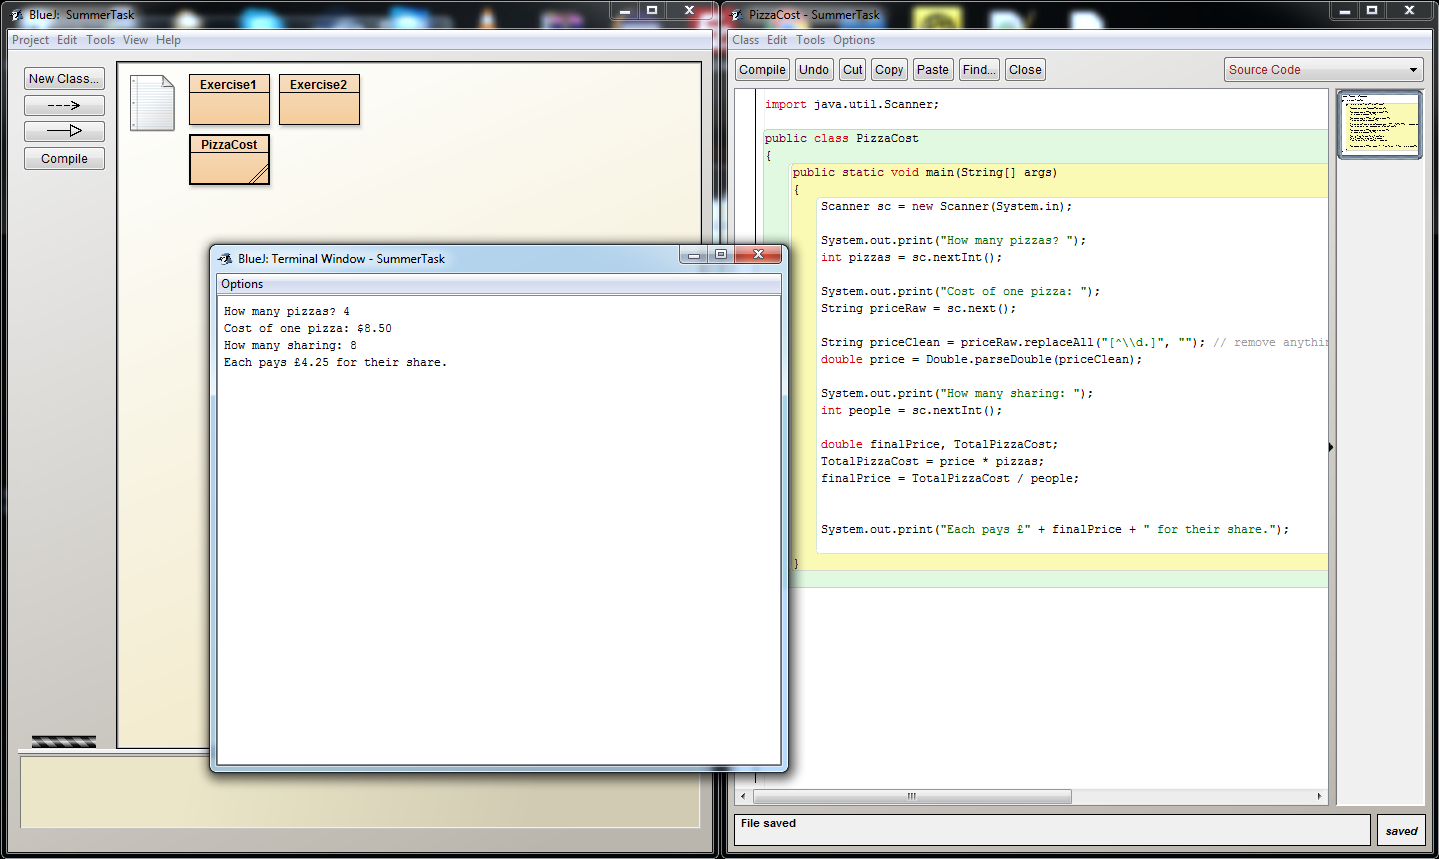 BlueJ: SummerTask
Project Edit Tools View Help
New Class...
Compile
Exercise1
Exercise2
PizzaCost
BlueJ: Terminal Window - SummerTask
Options
How many pizzas? 4
Cost of one pizza: $8.50
How many sharing: 8
Each pays £4.25 for their share.
PizzaCost - SummerTask
Class Edit Tools Options
Compile Undo Cut Copy Paste Find... Close Source Code
import java.util.Scanner;
public class PizzaCost
{
public static void main(String[] args)
{
Scanner sc = new Scanner(System.in);
System.out.print("How many pizzas? ");
int pizzas = sc.nextInt();
System.out.print("Cost of one pizza: ");
String priceRaw = sc.next();
String priceClean = priceRaw.replaceAll("[^\\d.]", ""); // remove anythin
double price = Double.parseDouble(priceClean);
System.out.print("How many sharing: ");
int people = sc.nextInt();
double finalPrice, TotalPizzaCost;
TotalPizzaCost = price * pizzas;
finalPrice = TotalPizzaCost / people;
System.out.print("Each pays £" + finalPrice + " for their share.");
}
File saved
saved